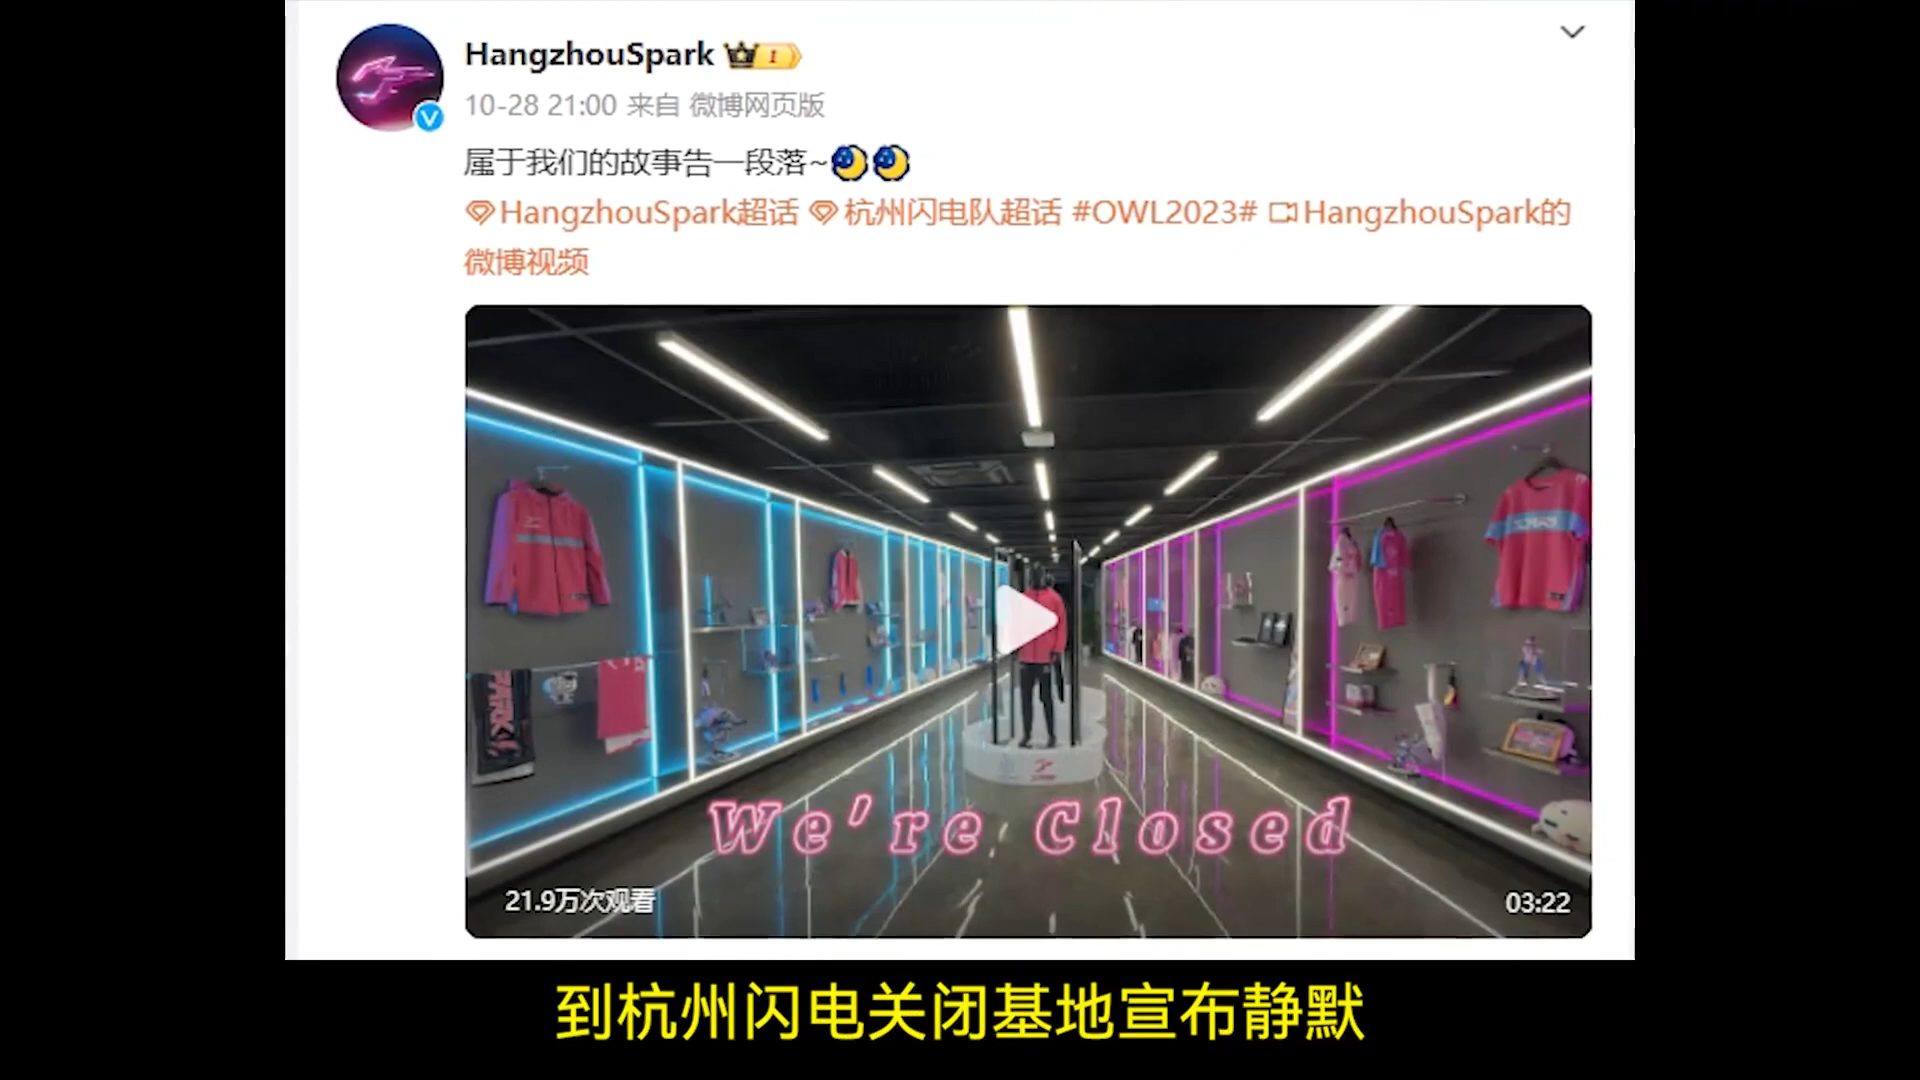 HangzhouSpark
I
10-28 21:00 来自 微博网页版
属于我们的故事告一段落~
HangzhouSpark超话 杭州闪电队超话 #OWL2023# HangzhouSpark的
微博视频
We're Closed
21.9万次观看
03:22
到杭州闪电关闭基地宣布静默